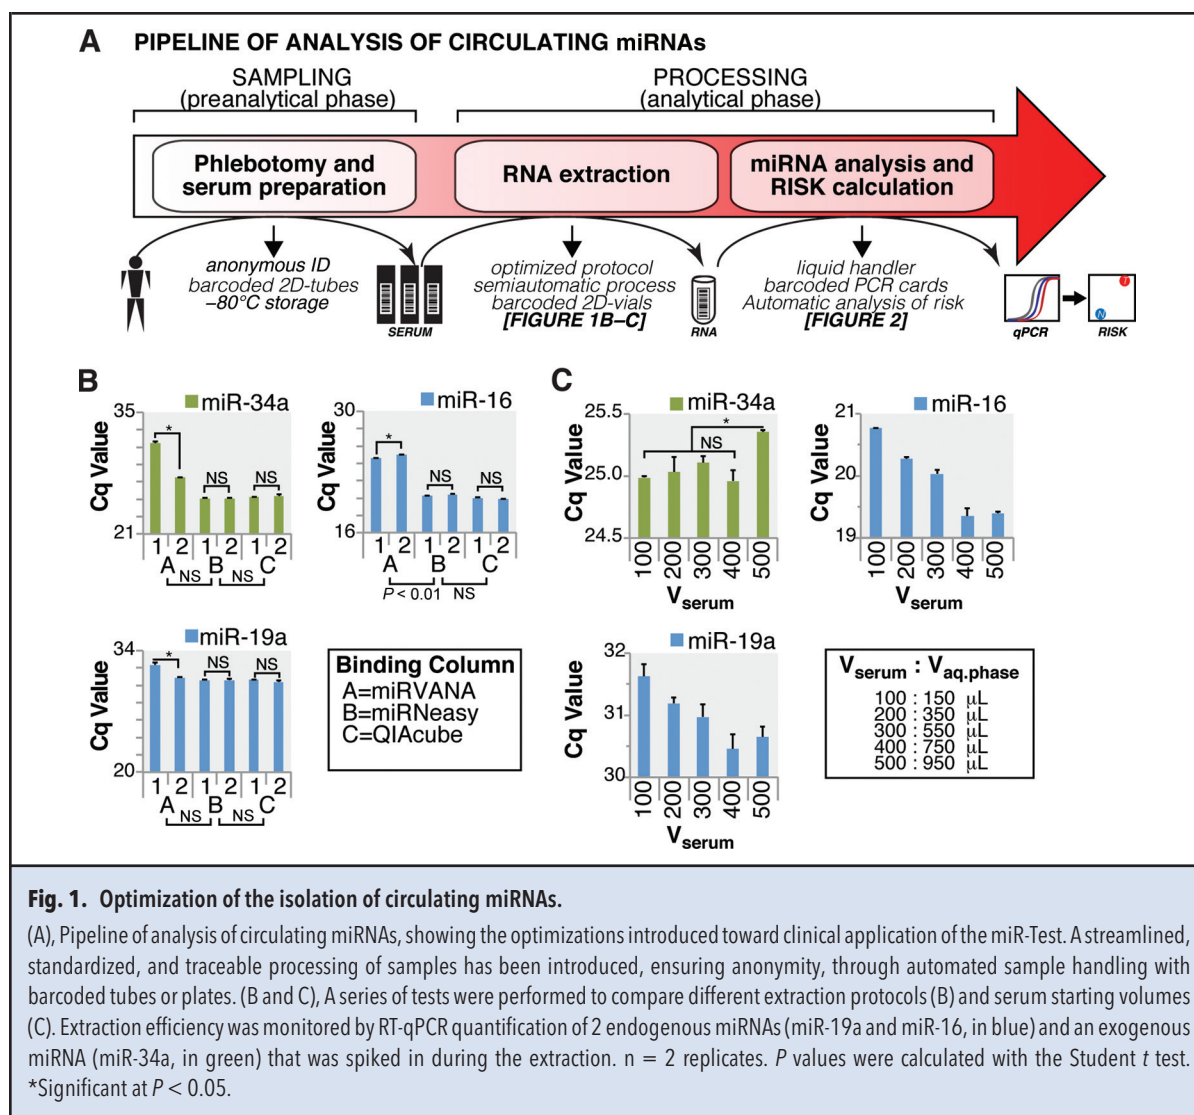 A PIPELINE OF ANALYSIS OF CIRCULATING miRNAs
SAMPLING
(preanalytical phase)
PROCESSING
(analytical phase)
Phlebotomy and
serum preparation
RNA extraction
miRNA analysis and
RISK calculation
anonymous ID
barcoded 2D-tubes
–80°C storage
SERUM
optimized protocol
semiautomatic process
barcoded 2D-vials
[FIGURE 1B–C]
RNA
liquid handler
barcoded PCR cards
Automatic analysis of risk
[FIGURE 2]
qPCR
T
N
RISK
B
miR-34a
Cq Value
35
21
*
NS
NS
1 2 1 2 1 2
A B C
NS NS
miR-16
Cq Value
30
16
*
NS
NS
1 2 1 2 1 2
A B C
P < 0.01 NS
miR-19a
Cq Value
34
20
*
NS
NS
1 2 1 2 1 2
A B C
NS NS
Binding Column
A=miRVANA
B=miRNeasy
C=QIAcube
C
miR-34a
Cq Value
25.5
25.0
24.5
*
NS
100 200 300 400 500
Vserum
miR-16
Cq Value
21
20
19
100 200 300 400 500
Vserum
miR-19a
Cq Value
32
31
30
100 200 300 400 500
Vserum
Vserum : Vaq.phase
100 : 150 µL
200 : 350 µL
300 : 550 µL
400 : 750 µL
500 : 950 µL
Fig. 1. Optimization of the isolation of circulating miRNAs.
(A), Pipeline of analysis of circulating miRNAs, showing the optimizations introduced toward clinical application of the miR-Test. A streamlined,
standardized, and traceable processing of samples has been introduced, ensuring anonymity, through automated sample handling with
barcoded tubes or plates. (B and C), A series of tests were performed to compare different extraction protocols (B) and serum starting volumes
(C). Extraction efficiency was monitored by RT-qPCR quantification of 2 endogenous miRNAs (miR-19a and miR-16, in blue) and an exogenous
miRNA (miR-34a, in green) that was spiked in during the extraction. n = 2 replicates. P values were calculated with the Student t test.
*Significant at P < 0.05.